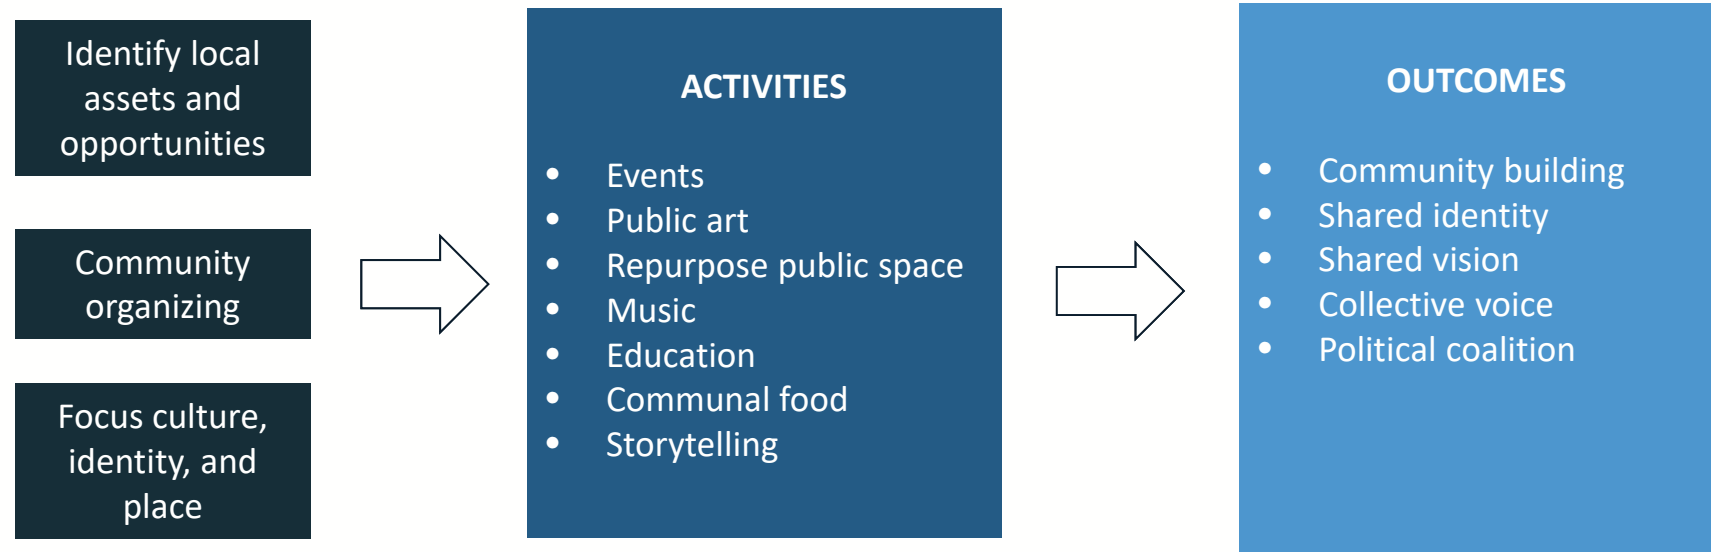 Identify local
assets and
opportunities
Community
organizing
Focus culture,
identity, and
place
ACTIVITIES
• Events
• Public art
• Repurpose public space
• Music
• Education
• Communal food
• Storytelling
OUTCOMES
• Community building
• Shared identity
• Shared vision
• Collective voice
• Political coalition